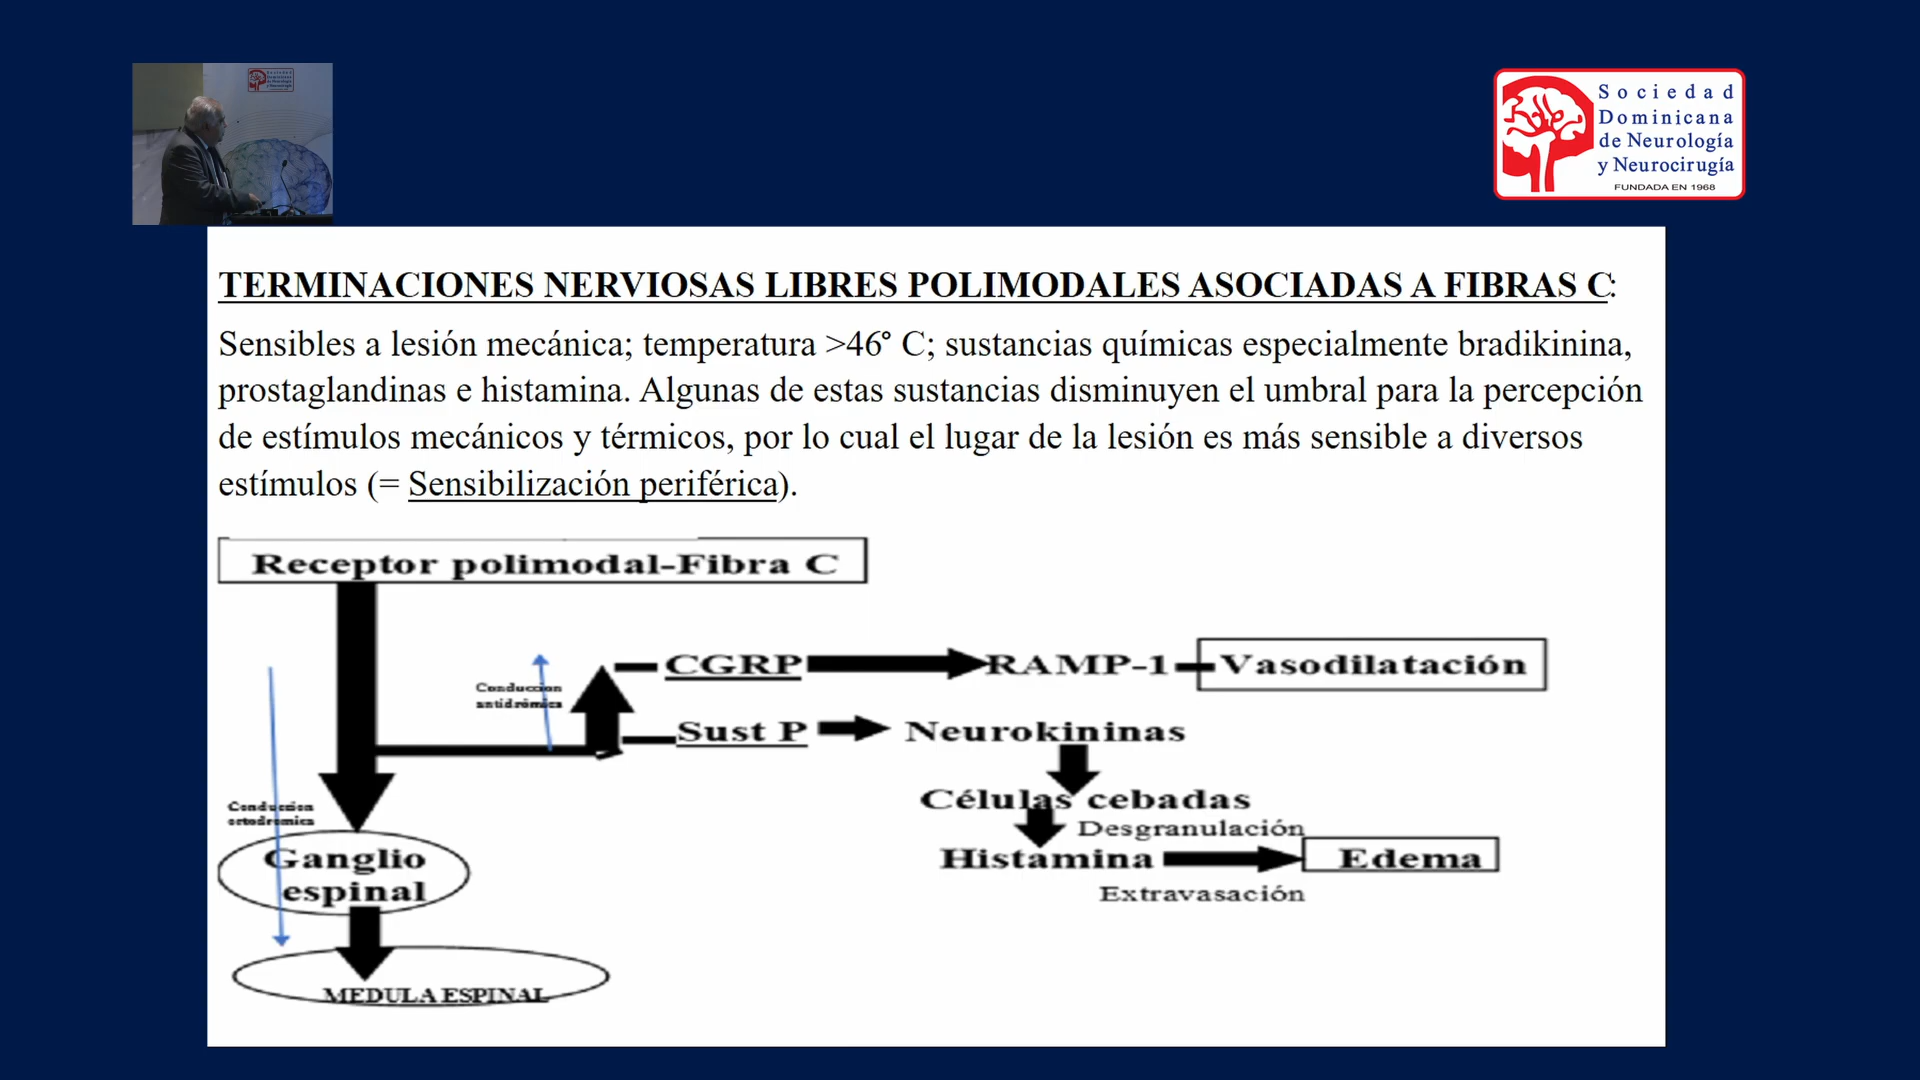 Sociedad
Dominicana
de Neurología
y Neurocirugía
FUNDADA EN 1968
TERMINACIONES NERVIOSAS LIBRES POLIMODALES ASOCIADAS A FIBRAS C:
Sensibles a lesión mecánica; temperatura >46° C; sustancias químicas especialmente bradikinina,
prostaglandinas e histamina. Algunas de estas sustancias disminuyen el umbral para la percepción
de estímulos mecánicos y térmicos, por lo cual el lugar de la lesión es más sensible a diversos
estímulos (= Sensibilización periférica).
Receptor polimodal-Fibra C
CGRP RAMP-1 Vasodilatación
Conduccion
antidrómica
Sust P Neurokininas
Células cebadas
Conduccion
ortodromica
Desgranulación
Ganglio
espinal
Histamina Edema
Extravasación
MEDULA ESPINAL